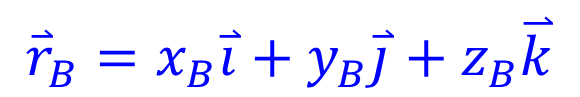 r⃗_B = x_B i⃗ + y_B j⃗ + z_B k⃗